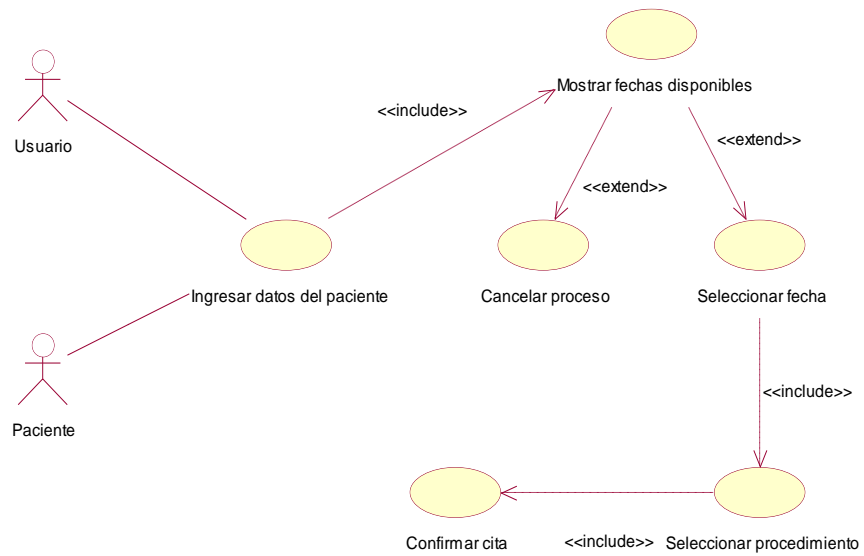 Mostrar fechas disponibles
<<include>>
Usuario
<<extend>>
<<extend>>
Ingresar datos del paciente
Cancelar proceso
Seleccionar fecha
<<include>>
Paciente
Confirmar cita
<<include>>
Seleccionar procedimiento